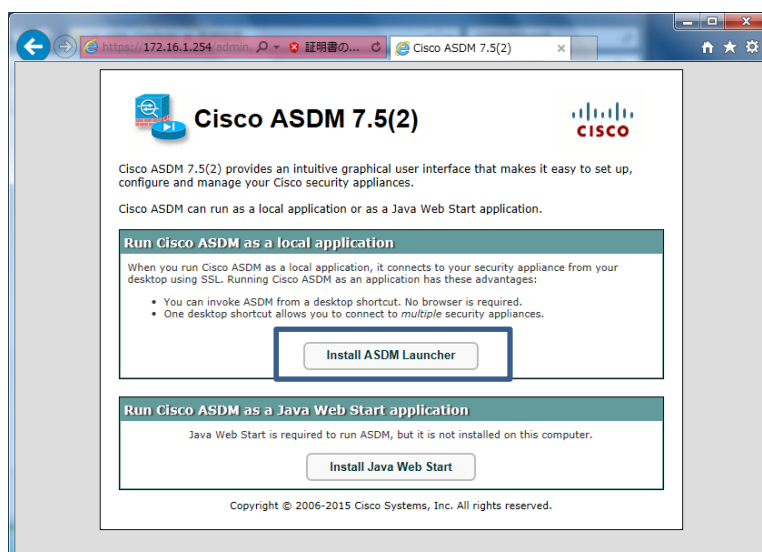 https://172.16.1.254/admin 証明書の... Cisco ASDM 7.5(2)
Cisco ASDM 7.5(2)
CISCO
Cisco ASDM 7.5(2) provides an intuitive graphical user interface that makes it easy to set up,
configure and manage your Cisco security appliances.
Cisco ASDM can run as a local application or as a Java Web Start application.
Run Cisco ASDM as a local application
When you run Cisco ASDM as a local application, it connects to your security appliance from your
desktop using SSL. Running Cisco ASDM as an application has these advantages:
• You can invoke ASDM from a desktop shortcut. No browser is required.
• One desktop shortcut allows you to connect to multiple security appliances.
Install ASDM Launcher
Run Cisco ASDM as a Java Web Start application
Java Web Start is required to run ASDM, but it is not installed on this computer.
Install Java Web Start
Copyright © 2006-2015 Cisco Systems, Inc. All rights reserved.